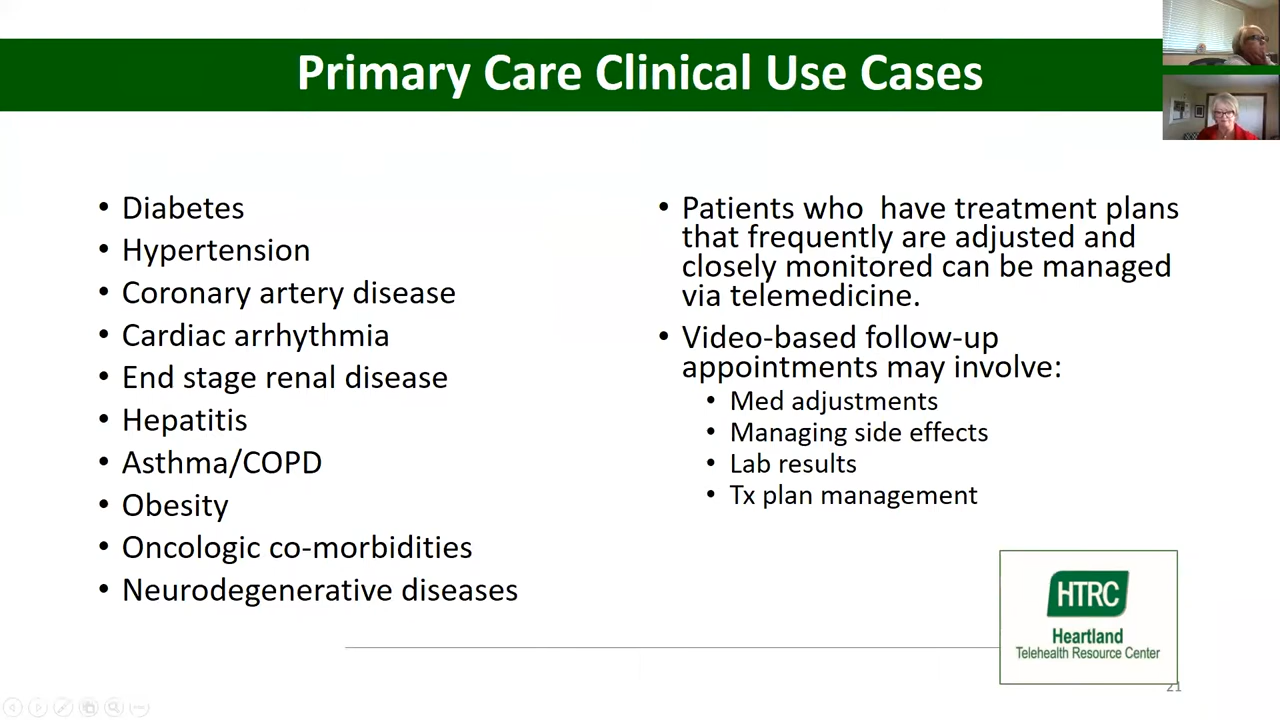 Primary Care Clinical Use Cases
• Diabetes
• Hypertension
• Coronary artery disease
• Cardiac arrhythmia
• End stage renal disease
• Hepatitis
• Asthma/COPD
• Obesity
• Oncologic co-morbidities
• Neurodegenerative diseases
• Patients who  have treatment plans
that frequently are adjusted and
closely monitored can be managed
via telemedicine.
• Video-based follow-up
appointments may involve:
• Med adjustments
• Managing side effects
• Lab results
• Tx plan management
HTRC
Heartland
Telehealth Resource Center
21